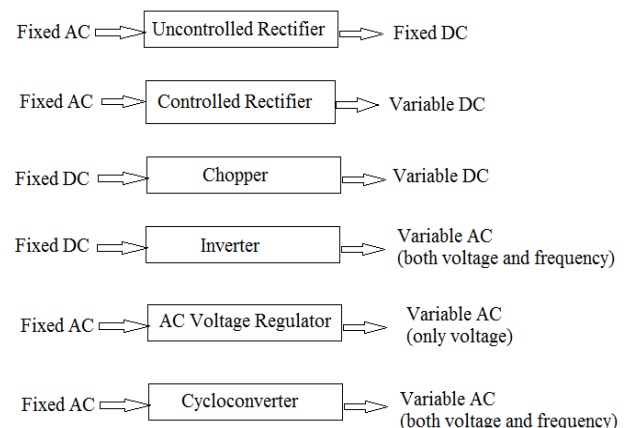 Fixed AC Uncontrolled Rectifier Fixed DC
Fixed AC Controlled Rectifier Variable DC
Fixed DC Chopper Variable DC
Fixed DC Inverter Variable AC
(both voltage and frequency)
Fixed AC AC Voltage Regulator Variable AC
(only voltage)
Fixed AC Cycloconverter Variable AC
(both voltage and frequency)